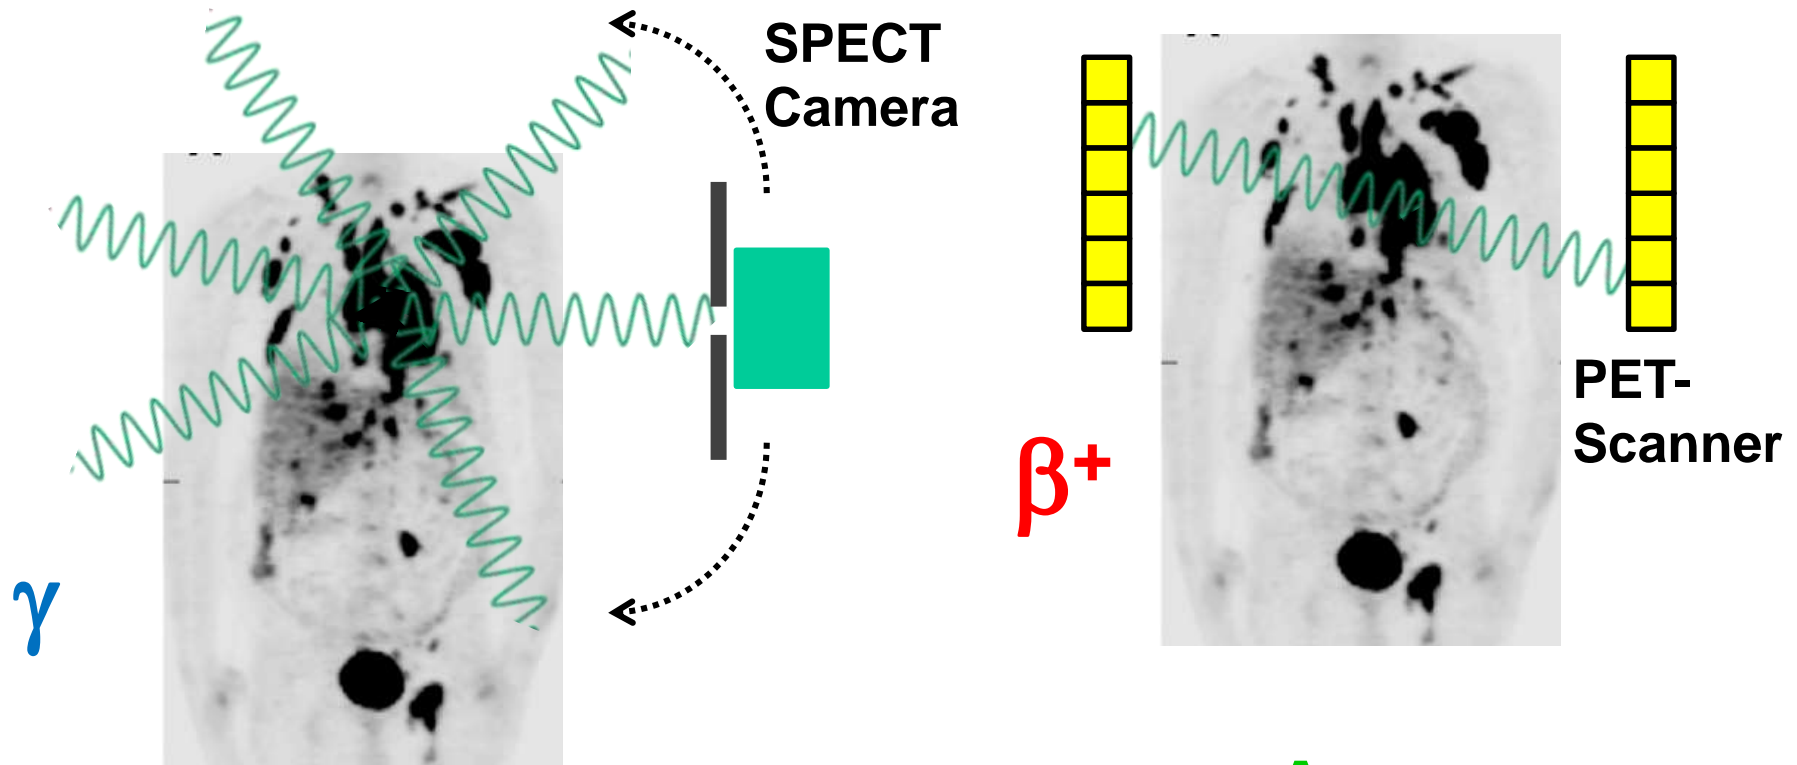 SPECT
Camera
γ
β+
PET-
Scanner